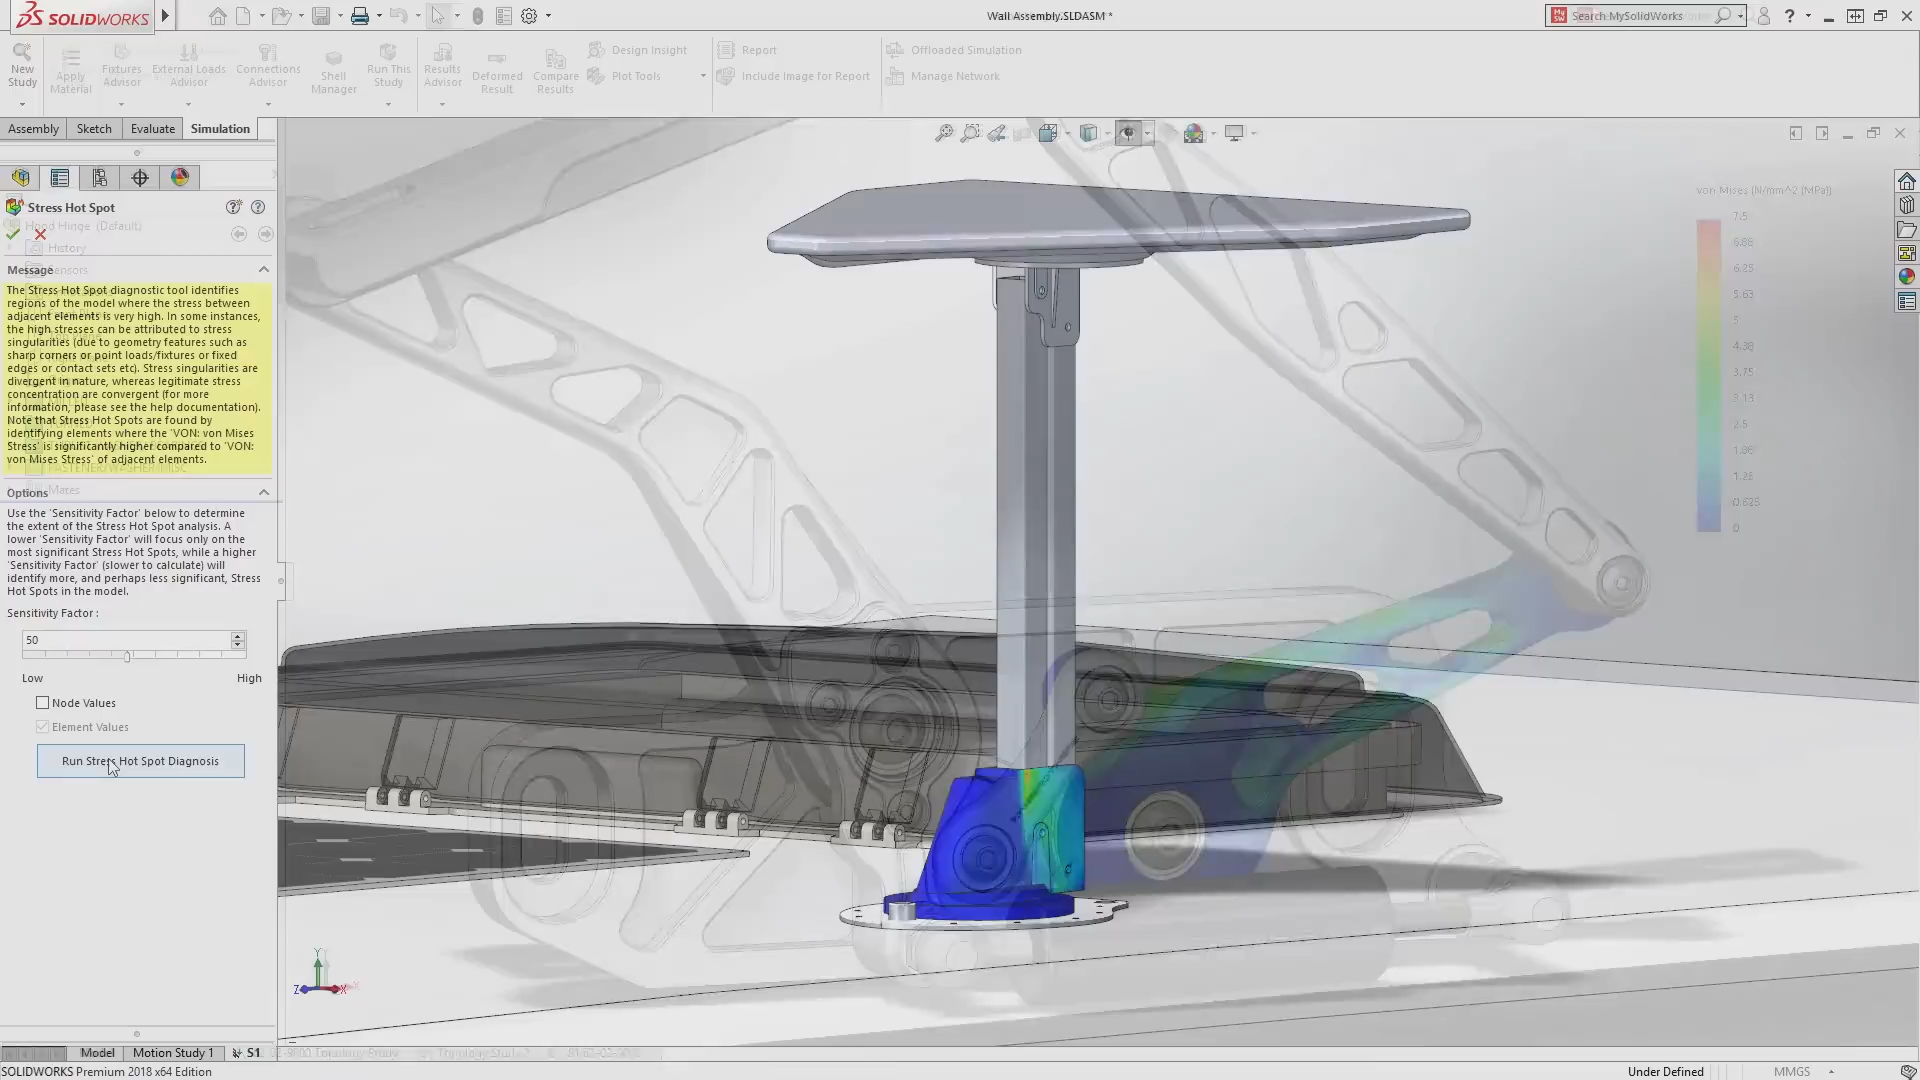 SOLIDWORKS
Wall Assembly.SLDASM *
Search MySolidWorks
New Study
Apply Material
Fixtures Advisor
External Loads Advisor
Connections Advisor
Shell Manager
Run This Study
Results Advisor
Deformed Result
Compare Results
Design Insight
Plot Tools
Report
Include Image for Report
Offloaded Simulation
Manage Network
Assembly
Sketch
Evaluate
Simulation
Stress Hot Spot
Hood Hinge (Default)
History
Message
Sensors
The Stress Hot Spot diagnostic tool identifies
regions of the model where the stress between
adjacent elements is very high. In some instances,
the high stresses can be attributed to stress
singularities (due to geometry features such as
sharp corners or point loads/fixtures or fixed
edges or contact sets etc). Stress singularities are
divergent in nature, whereas legitimate stress
concentration are convergent (for more
information, please see the help documentation).
Note that Stress Hot Spots are found by
identifying elements where the 'VON: von Mises
Stress' is significantly higher compared to 'VON:
von Mises Stress' of adjacent elements.
FASTENER/WASHER/MISC
Options
Mates
Use the 'Sensitivity Factor' below to determine
the extent of the Stress Hot Spot analysis. A
lower 'Sensitivity Factor' will focus only on the
most significant Stress Hot Spots, while a higher
'Sensitivity Factor' (slower to calculate) will
identify more, and perhaps less significant, Stress
Hot Spots in the model.
Sensitivity Factor :
50
Low High
Node Values
Element Values
Run Stress Hot Spot Diagnosis
von Mises (N/mm^2 (MPa))
7.5
6.88
6.25
5.63
5
4.38
3.75
3.13
2.5
1.88
1.25
0.625
0
Y
Z X
Model
Motion Study 1
S1
SOLIDWORKS Premium 2018 x64 Edition
Under Defined
MMGS